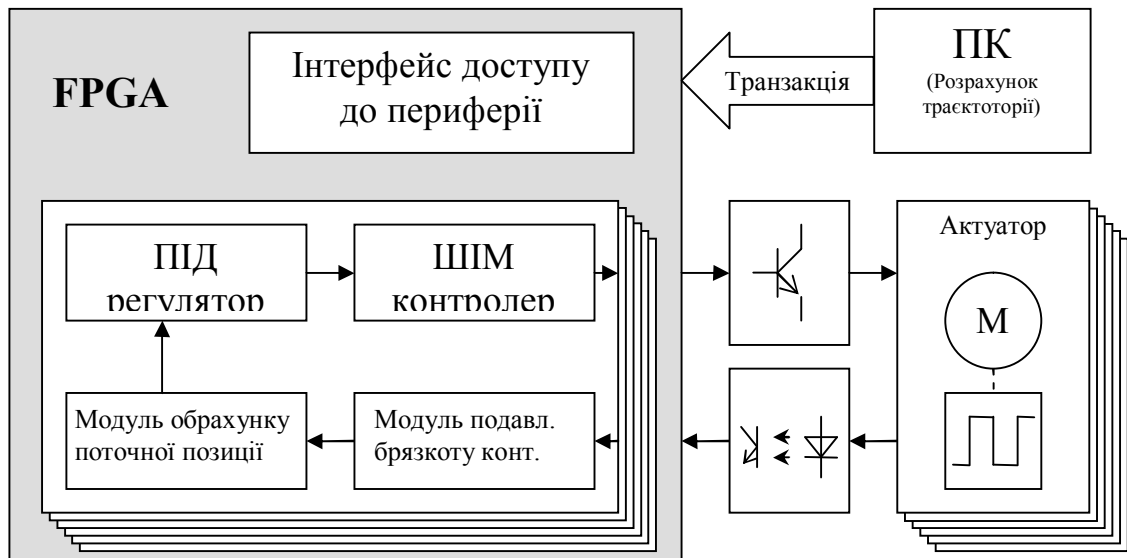 FPGA
Інтерфейс доступу
до периферії
Транзакція
ПК
(Розрахунок
траєктоторії)
ПІД
регулятор
ШІМ
контролер
Модуль обрахунку
поточної позиції
Модуль подавл.
брязкоту конт.
Актуатор
М